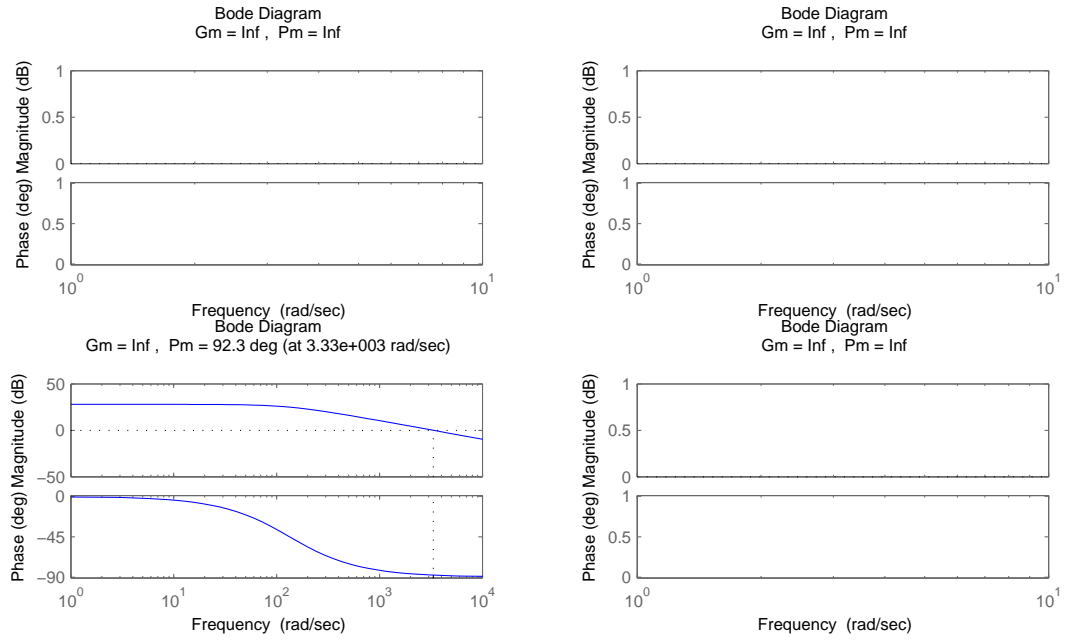 Bode Diagram
Gm = Inf , Pm = Inf
Magnitude (dB)
1
0.5
0
Phase (deg)
1
0.5
0
10^0
10^1
Frequency (rad/sec)
Bode Diagram
Gm = Inf , Pm = Inf
Magnitude (dB)
1
0.5
0
Phase (deg)
1
0.5
0
10^0
10^1
Frequency (rad/sec)
Bode Diagram
Gm = Inf , Pm = 92.3 deg (at 3.33e+003 rad/sec)
Magnitude (dB)
50
0
−50
Phase (deg)
0
−45
−90
10^0
10^1
10^2
10^3
10^4
Frequency (rad/sec)
Bode Diagram
Gm = Inf , Pm = Inf
Magnitude (dB)
1
0.5
0
Phase (deg)
1
0.5
0
10^0
10^1
Frequency (rad/sec)